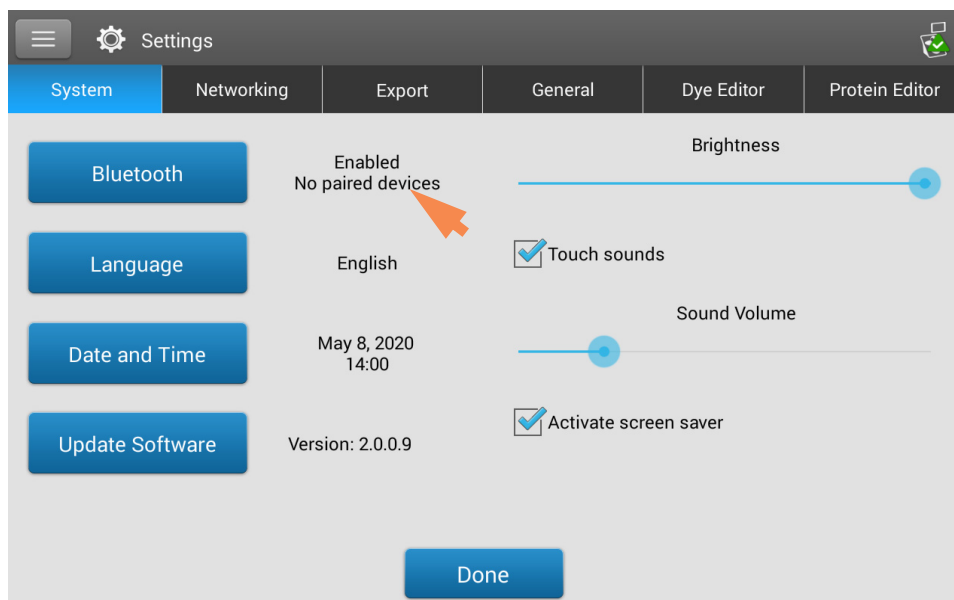 Settings
System
Networking
Export
General
Dye Editor
Protein Editor
Bluetooth
Enabled
No paired devices
Brightness
Language
English
Touch sounds
Sound Volume
Date and Time
May 8, 2020
14:00
Update Software
Version: 2.0.0.9
Activate screen saver
Done